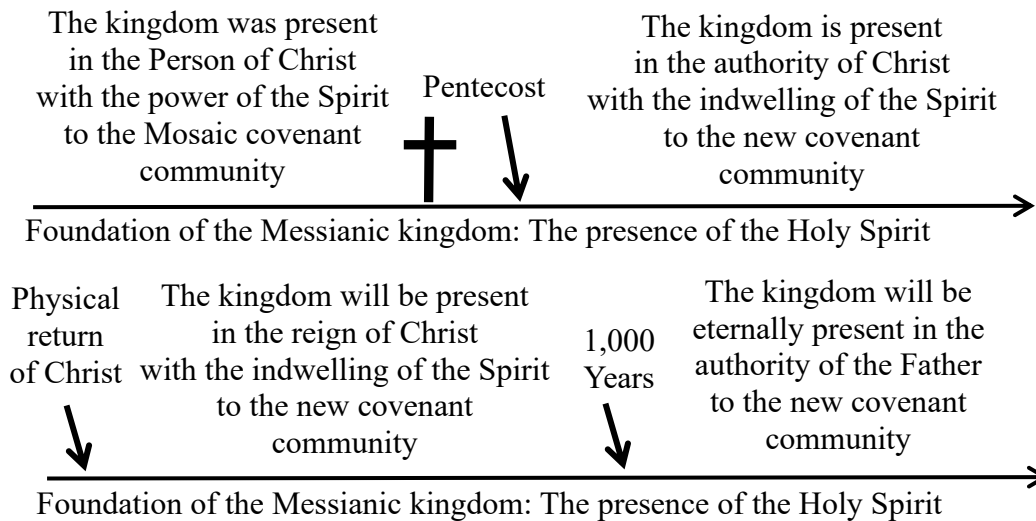 The kingdom was present
in the Person of Christ
with the power of the Spirit
to the Mosaic covenant
community
Pentecost
The kingdom is present
in the authority of Christ
with the indwelling of the Spirit
to the new covenant
community
Foundation of the Messianic kingdom: The presence of the Holy Spirit
Physical
return
of Christ
The kingdom will be present
in the reign of Christ
with the indwelling of the Spirit
to the new covenant
community
1,000
Years
The kingdom will be
eternally present in the
authority of the Father
to the new covenant
community
Foundation of the Messianic kingdom: The presence of the Holy Spirit